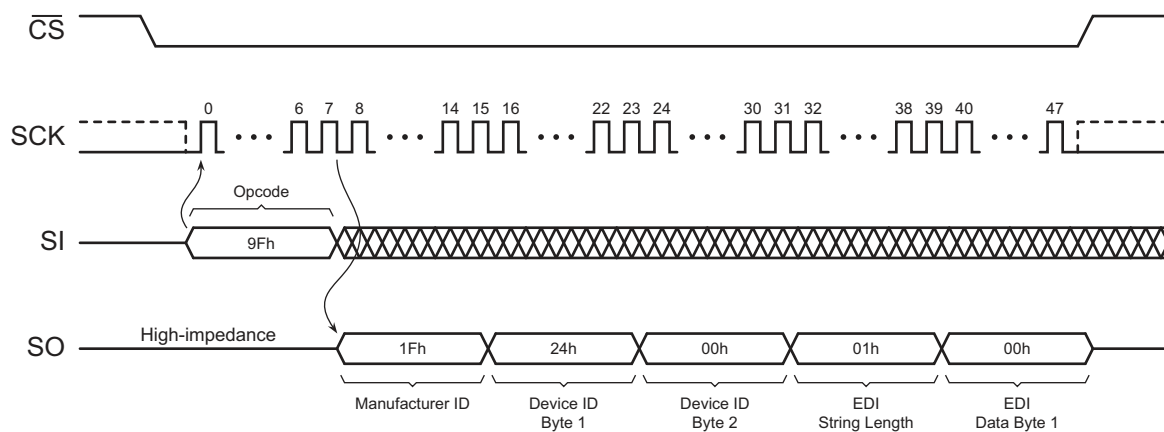 CS
0 6 7 8 14 15 16 22 23 24 30 31 32 38 39 40 47
SCK
Opcode
SI
9Fh
High-impedance
SO
1Fh 24h 00h 01h 00h
Manufacturer ID Device ID Device ID EDI EDI
Byte 1 Byte 2 String Length Data Byte 1